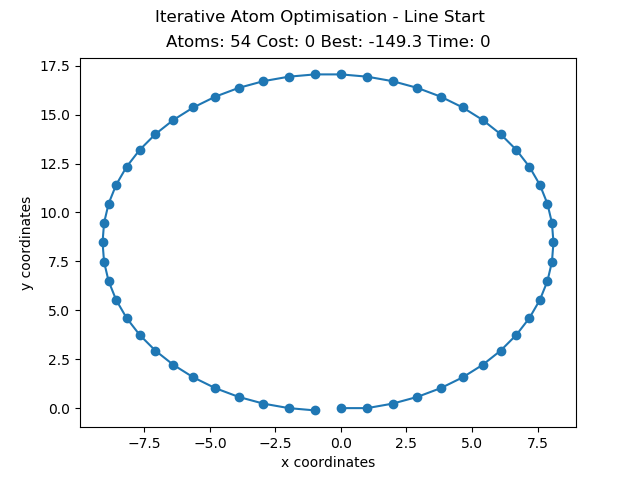 Iterative Atom Optimisation - Line Start
Atoms: 54 Cost: 0 Best: -149.3 Time: 0
17.5
15.0
12.5
10.0
7.5
5.0
2.5
0.0
y coordinates
−7.5 −5.0 −2.5 0.0 2.5 5.0 7.5
x coordinates